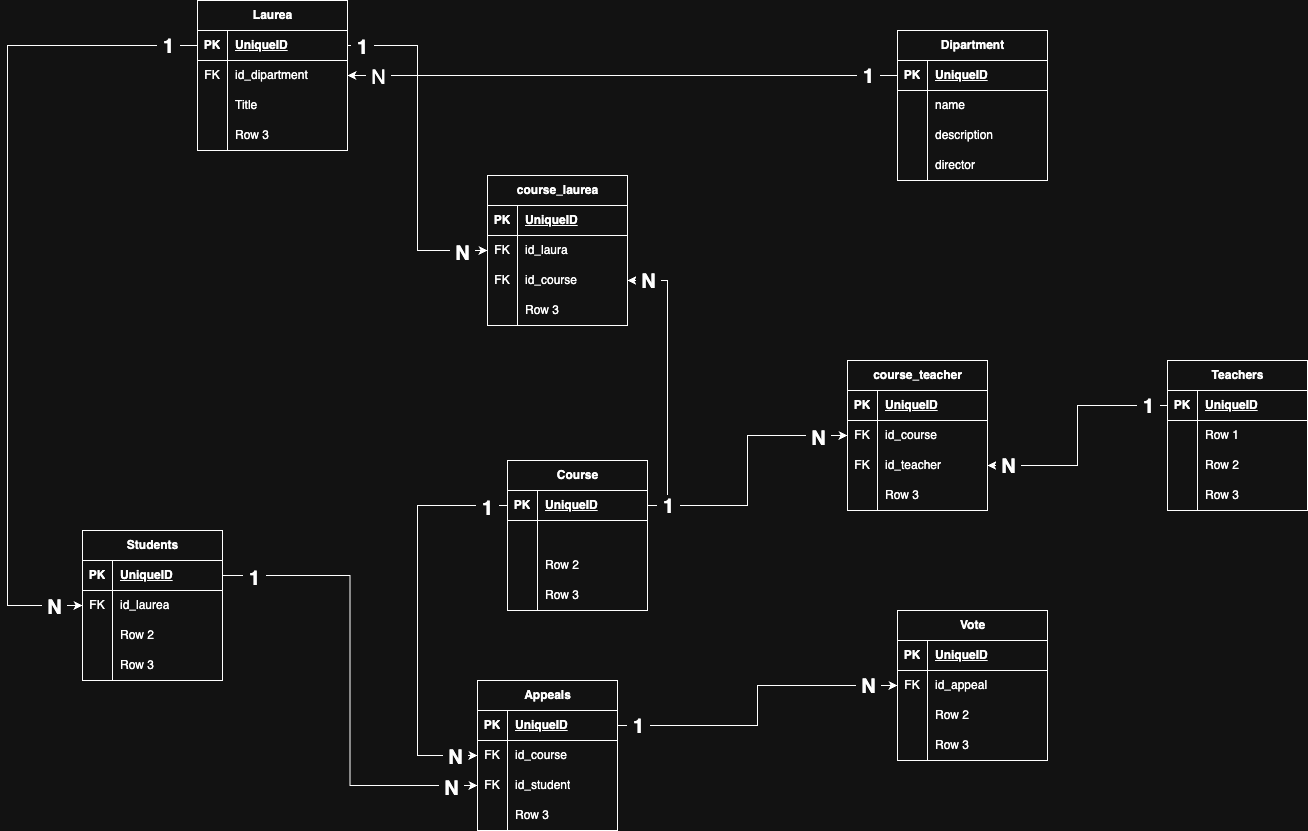 Laurea
1 PK UniqueID 1
FK id_dipartment N
Title
Row 3
Dipartment
1 PK UniqueID
name
description
director
course_laurea
PK UniqueID
N FK id_laura
FK id_course N
Row 3
course_teacher
PK UniqueID
N FK id_course
FK id_teacher N
Row 3
Teachers
1 PK UniqueID
Row 1
Row 2
Row 3
Course
1 PK UniqueID 1
Row 2
Row 3
Students
PK UniqueID 1
N FK id_laurea
Row 2
Row 3
Vote
PK UniqueID
N FK id_appeal
Row 2
Row 3
Appeals
PK UniqueID 1
N FK id_course
N FK id_student
Row 3